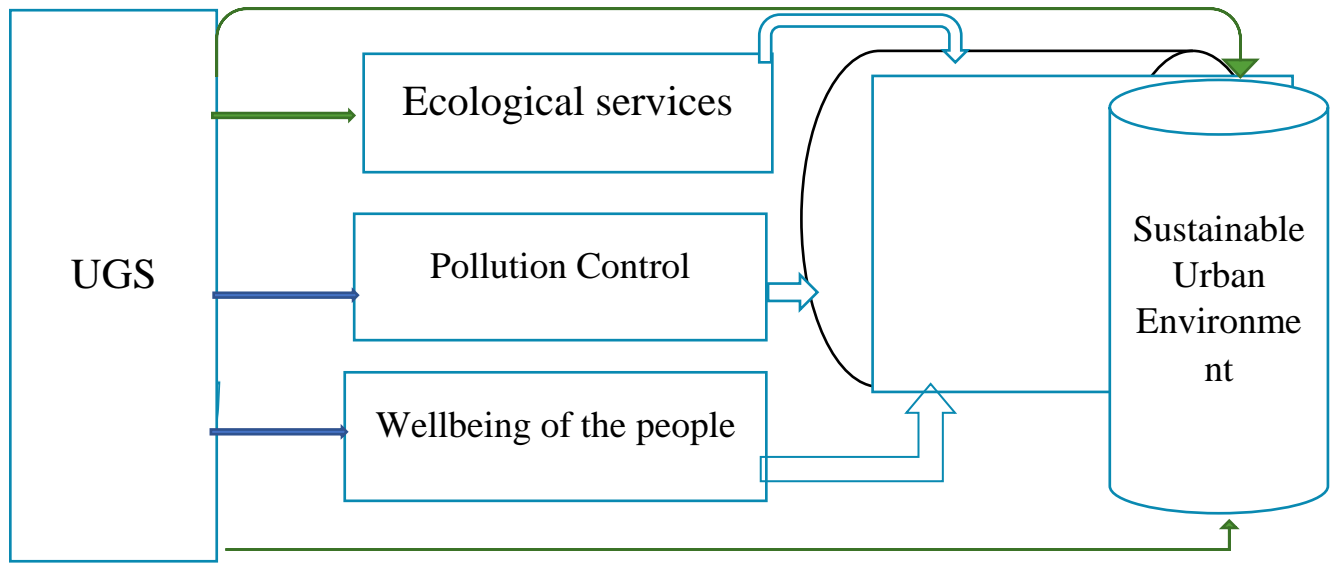 UGS
Ecological services
Pollution Control
Wellbeing of the people
Sustainable
Urban
Environme
nt